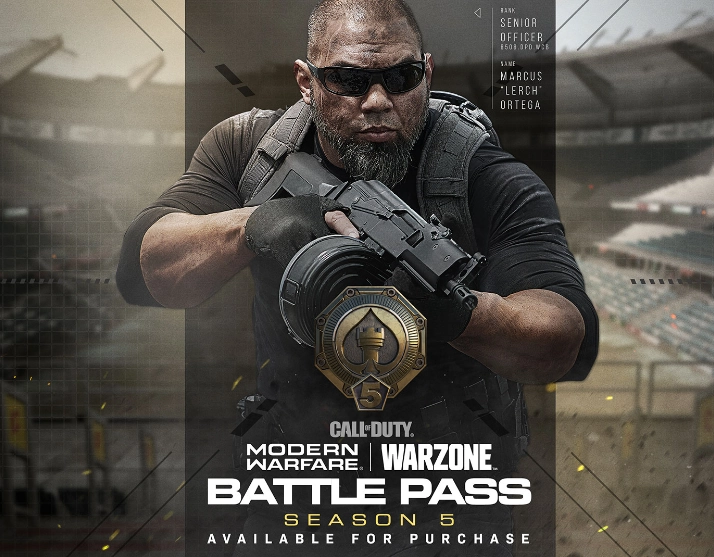 RANK
SENIOR
OFFICER
NAME
MARCUS
"LERCH"
ORTEGA
5
CALL OF DUTY®
MODERN WARFARE® | WARZONE™
BATTLE PASS
SEASON 5
AVAILABLE FOR PURCHASE